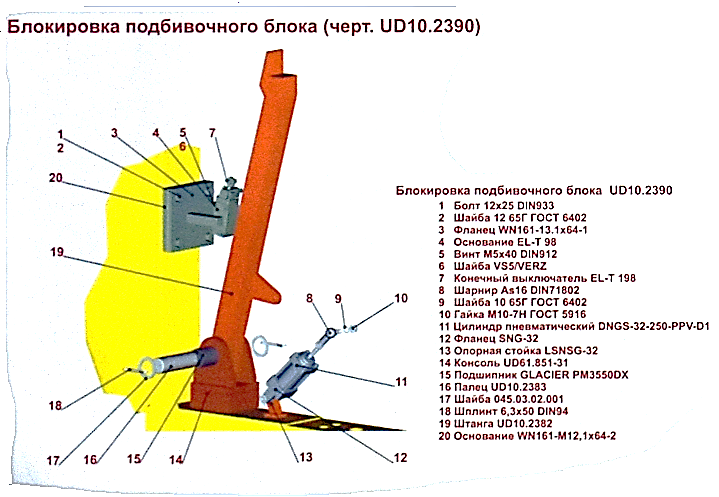 Блокировка подбивочного блока (черт. UD10.2390)
1
2
3
4
5
6
7
20
19
8
9
10
11
18
17
16
15
14
13
12
Блокировка подбивочного блока UD10.2390
1 Болт 12х25 DIN933
2 Шайба 12 65Г ГОСТ 6402
3 Фланец WN161-13.1x64-1
4 Основание EL-T 98
5 Винт М5х40 DIN912
6 Шайба VS5/VERZ
7 Конечный выключатель EL-T 198
8 Шарнир As16 DIN71802
9 Шайба 10 65Г ГОСТ 6402
10 Гайка М10-7Н ГОСТ 5916
11 Цилиндр пневматический DNGS-32-250-PPV-D1
12 Фланец SNG-32
13 Опорная стойка LSNSG-32
14 Консоль UD61.851-31
15 Подшипник GLACIER PM3550DX
16 Палец UD10.2383
17 Шайба 045.03.02.001
18 Шплинт 6,3х50 DIN94
19 Штанга UD10.2382
20 Основание WN161-M12,1x64-2